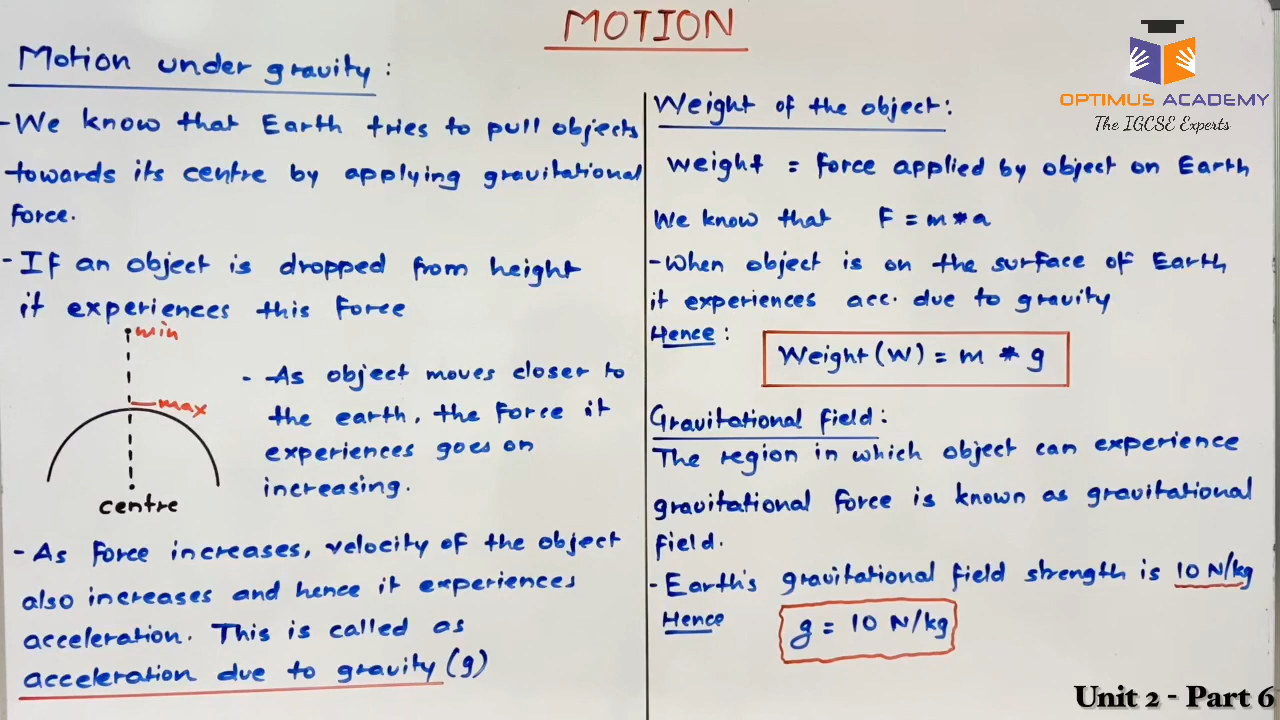 MOTION
OPTIMUS ACADEMY
The IGCSE Experts
Motion under gravity :
- We know that Earth tries to pull objects
towards its centre by applying gravitational
force.
- If an object is dropped from height
it experiences this force
min
max
centre
- As object moves closer to
the earth, the force it
experiences goes on
increasing.
- As force increases, velocity of the object
also increases and hence it experiences
acceleration. This is called as
acceleration due to gravity (g)
Weight of the object :
Weight = force applied by object on Earth
We know that F = m * a
- When object is on the surface of Earth
it experiences acc. due to gravity
Hence :
Weight (W) = m * g
Gravitational field :
The region in which object can experience
gravitational force is known as gravitational
field.
- Earth's gravitational field strength is 10 N/kg
Hence
g = 10 N/kg
Unit 2 - Part 6